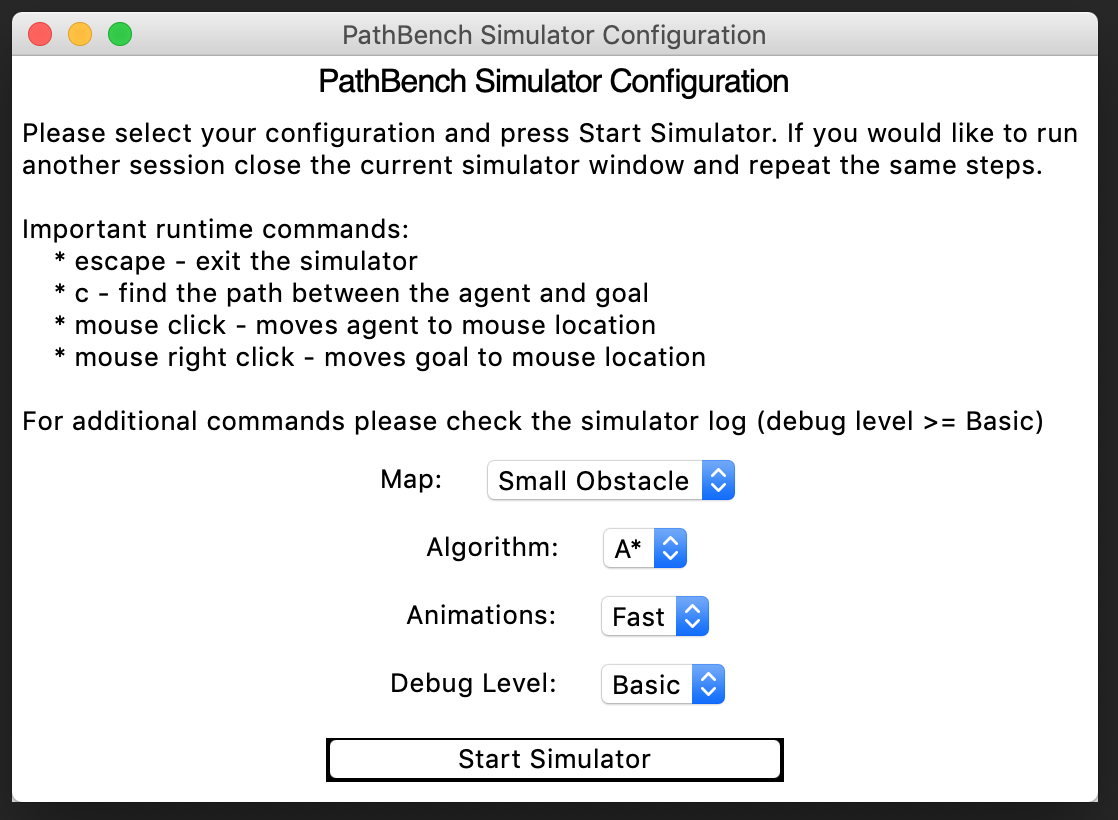 PathBench Simulator Configuration
PathBench Simulator Configuration
Please select your configuration and press Start Simulator. If you would like to run
another session close the current simulator window and repeat the same steps.
Important runtime commands:
* escape - exit the simulator
* c - find the path between the agent and goal
* mouse click - moves agent to mouse location
* mouse right click - moves goal to mouse location
For additional commands please check the simulator log (debug level >= Basic)
Map: Small Obstacle
Algorithm: A*
Animations: Fast
Debug Level: Basic
Start Simulator